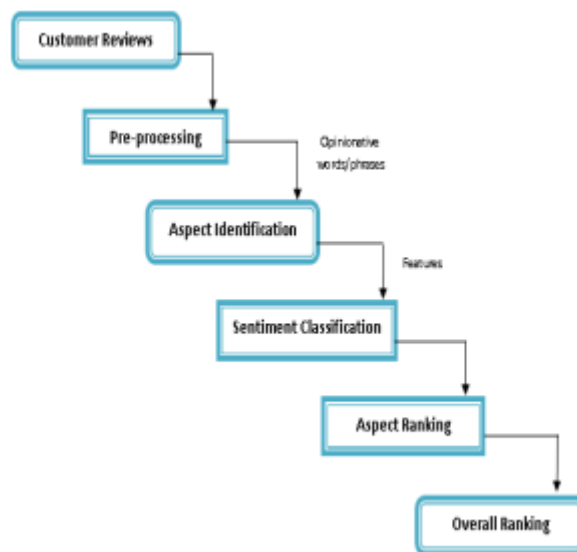 Customer Reviews
Pre-processing
Opinionative
words/phrases
Aspect Identification
Features
Sentiment Classification
Aspect Ranking
Overall Ranking